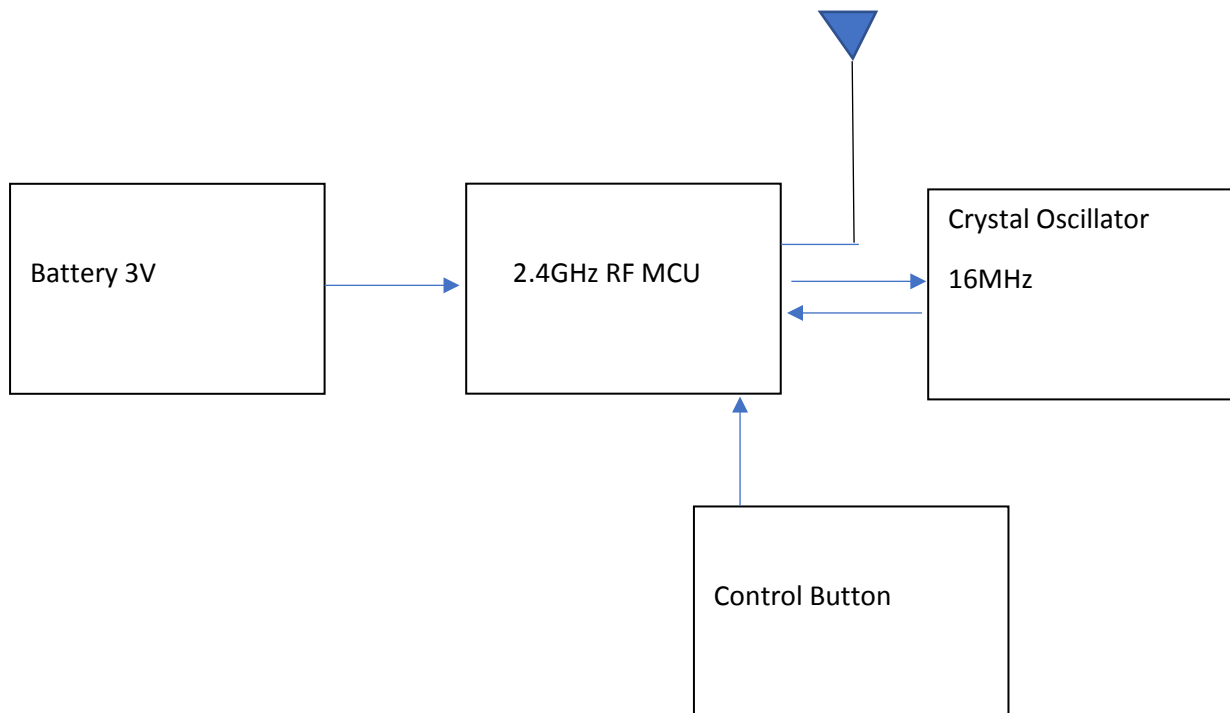 Battery 3V
2.4GHz RF MCU
Crystal Oscillator
16MHz
Control Button